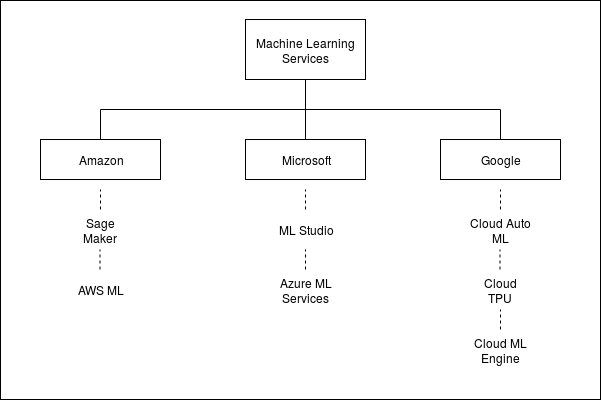 Machine Learning
Services
Amazon
Microsoft
Google
Sage
Maker
ML Studio
Cloud Auto
ML
AWS ML
Azure ML
Services
Cloud
TPU
Cloud ML
Engine